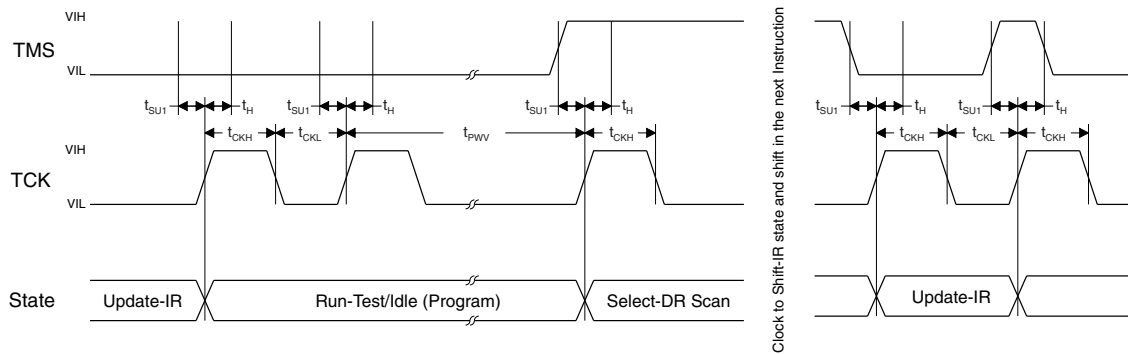 VIH
TMS
VIL
tSU1 tH tSU1 tH tSU1 tH tSU1 tH tSU1 tH
tCKH tCKL tPWV tCKH tCKH tCKL tCKH
VIH
TCK
VIL
State Update-IR Run-Test/Idle (Program) Select-DR Scan Update-IR
Clock to Shift-IR state and shift in the next Instruction